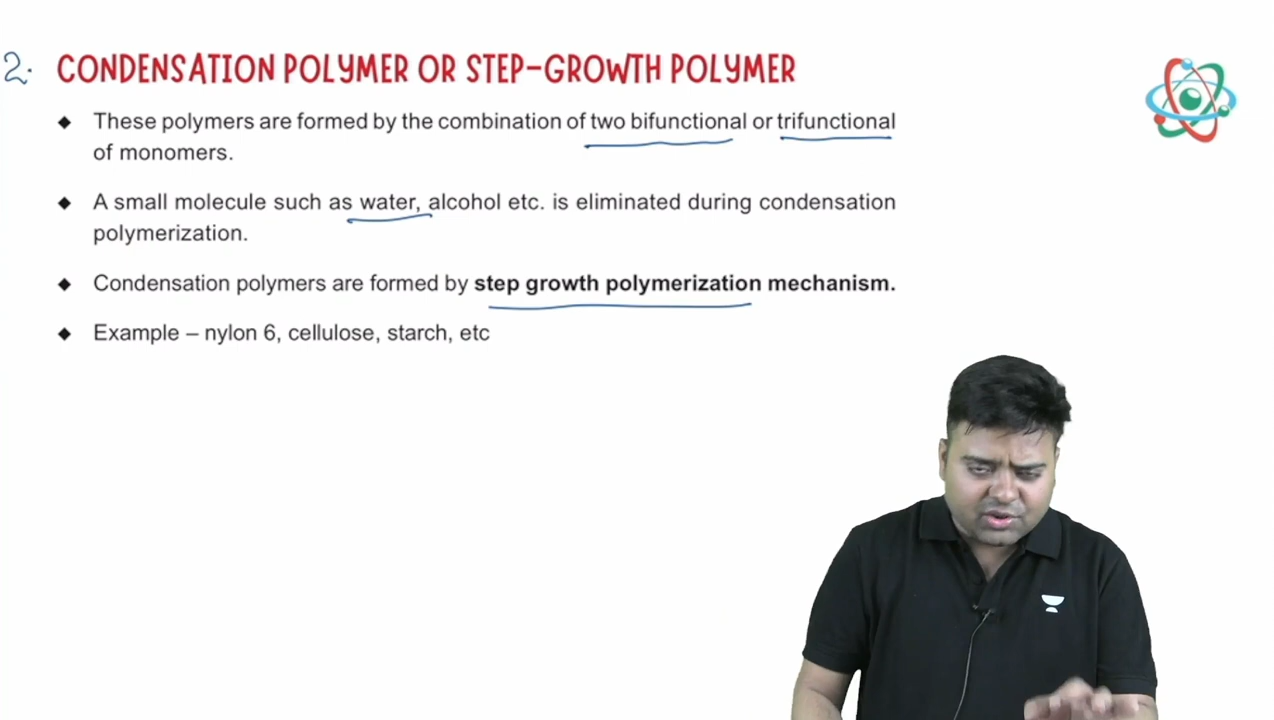 2. CONDENSATION POLYMER OR STEP-GROWTH POLYMER
◆ These polymers are formed by the combination of two bifunctional or trifunctional
of monomers.
◆ A small molecule such as water, alcohol etc. is eliminated during condensation
polymerization.
◆ Condensation polymers are formed by step growth polymerization mechanism.
◆ Example – nylon 6, cellulose, starch, etc